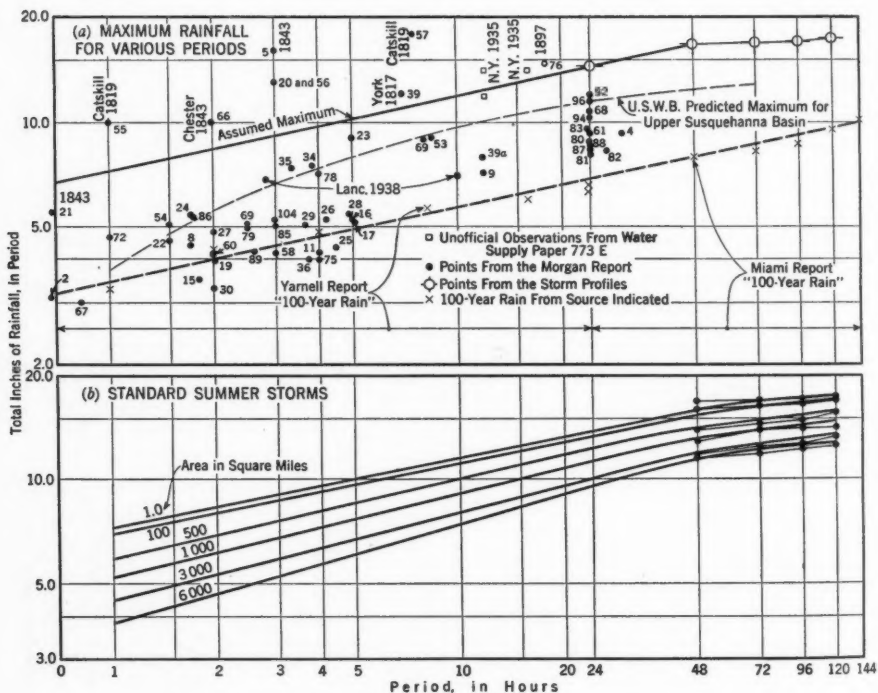 20.0
(a) MAXIMUM RAINFALL
FOR VARIOUS PERIODS
10.0
5.0
2.0
Total Inches of Rainfall, in Period
Catskill
1819
55
Chester
1843
66
5
1843
20 and 56
York
1817
39
Catskill
1819
57
N.Y. 1935
N.Y. 1935
1897
76
Assumed Maximum
U.S.W.B. Predicted Maximum for
Upper Susquehanna Basin
1843
21
72
2
67
54
22
24
86
8
15
27
60
19
30
69
79
89
35
34
78
104
85
58
29
26
11
36
75
25
28
16
17
23
69
53
39a
9
Lanc. 1938
92
96
68
94
83
61
4
80
88
87
82
81
Yarnell Report
"100-Year Rain"
Miami Report
"100-Year Rain"
Unofficial Observations From Water
Supply Paper 773 E
Points From the Morgan Report
Points From the Storm Profiles
100-Year Rain From Source Indicated
20.0
(b) STANDARD SUMMER STORMS
10.0
5.0
3.0
Area in Square Miles
1.0
100
500
1 000
3 000
6 000
0 1 2 3 4 5 10 20 24 48 72 96 120 144
Period, in Hours